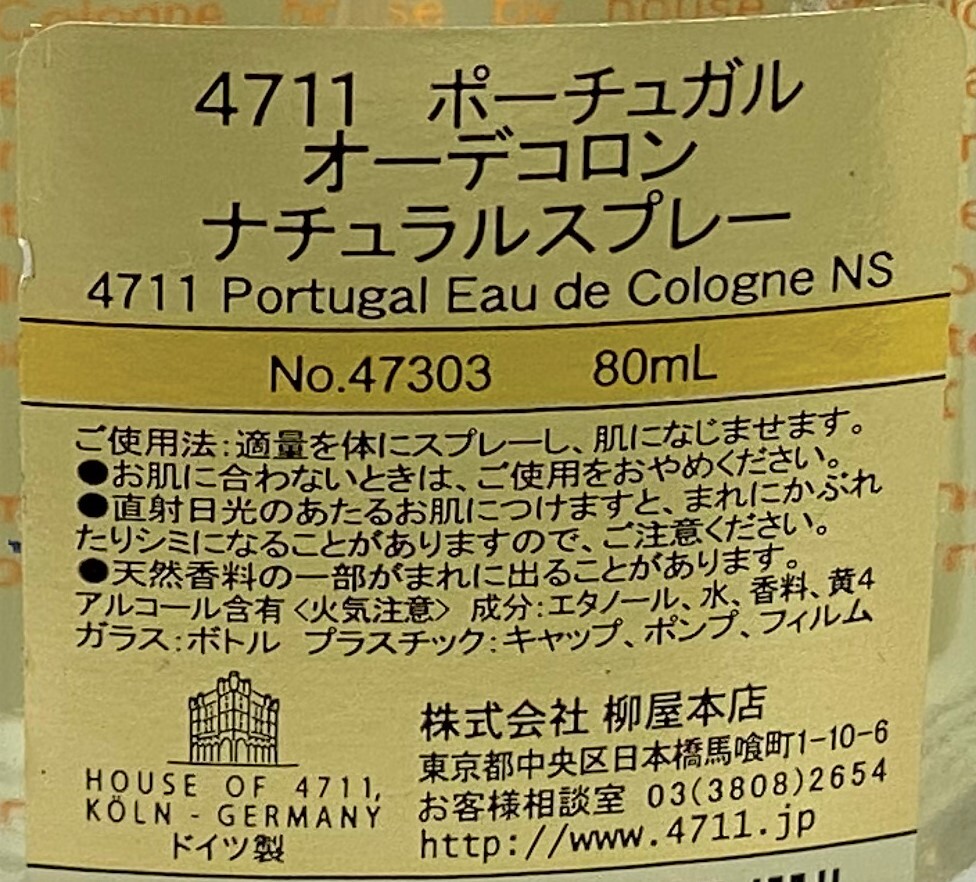 4711 ポーチュガル
オーデコロン
ナチュラルスプレー
4711 Portugal Eau de Cologne NS
No.47303 80mL
ご使用法:適量を体にスプレーし、肌になじませます。
●お肌に合わないときは、ご使用をおやめください。
●直射日光のあたるお肌につけますと、まれにかぶれ
たりシミになることがありますので、ご注意ください。
●天然香料の一部がまれに出ることがあります。
アルコール含有〈火気注意〉 成分:エタノール、水、香料、黄4
ガラス:ボトル プラスチック:キャップ、ポンプ、フィルム
HOUSE OF 4711,
KÖLN - GERMANY
ドイツ製
株式会社 柳屋本店
東京都中央区日本橋馬喰町1-10-6
お客様相談室 03(3808)2654
http://www.4711.jp